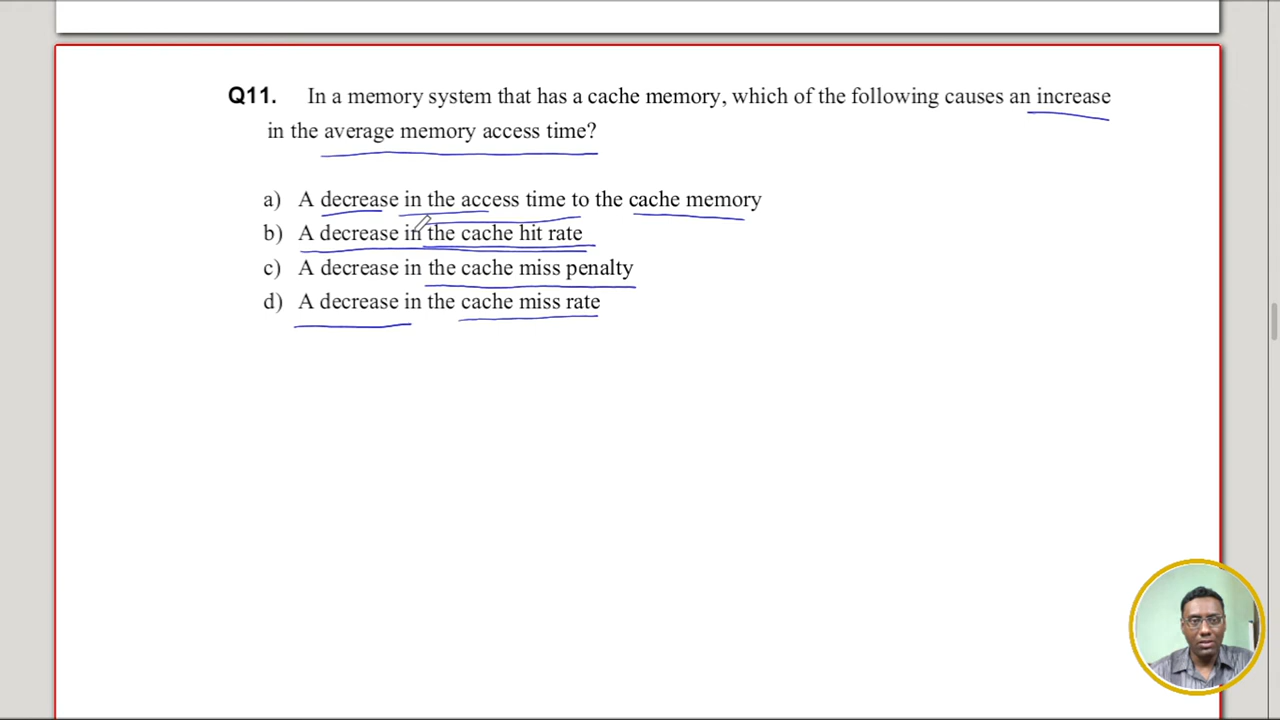 Q11. In a memory system that has a cache memory, which of the following causes an increase
in the average memory access time?
a) A decrease in the access time to the cache memory
b) A decrease in the cache hit rate
c) A decrease in the cache miss penalty
d) A decrease in the cache miss rate